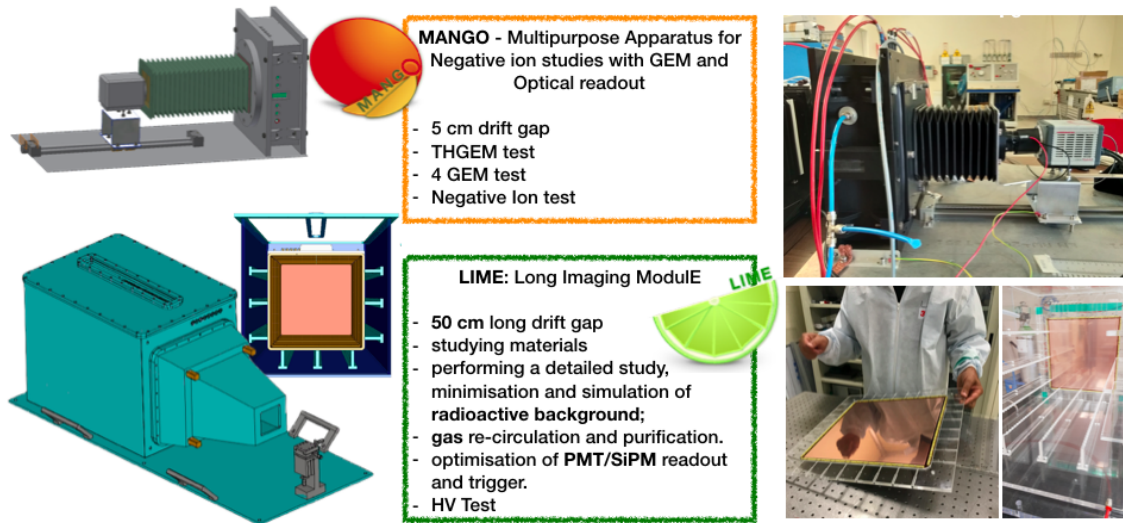 MANGO - Multipurpose Apparatus for
Negative ion studies with GEM and
Optical readout
- 5 cm drift gap
- THGEM test
- 4 GEM test
- Negative Ion test
MANGO
LIME: Long Imaging ModulE
LIME
- 50 cm long drift gap
- studying materials
- performing a detailed study,
minimisation and simulation of
radioactive background;
- gas re-circulation and purification.
- optimisation of PMT/SiPM readout
and trigger.
- HV Test